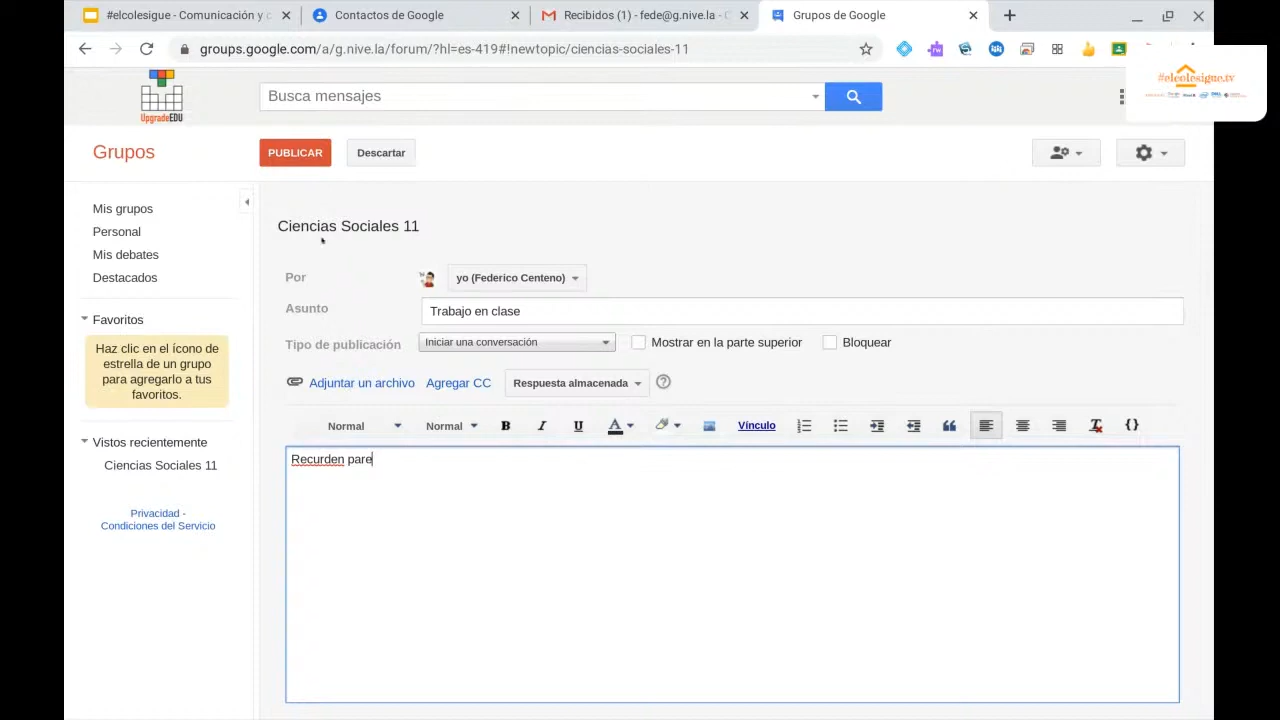 #elcolesigue - Comunicación y c
Contactos de Google
Recibidos (1) - fede@g.nive.la - C
Grupos de Google
groups.google.com/a/g.nive.la/forum/?hl=es-419#!newtopic/ciencias-sociales-11
#elcolesigue.tv
UpgradeEDU
Busca mensajes
Grupos
PUBLICAR
Descartar
Mis grupos
Personal
Mis debates
Destacados
Favoritos
Haz clic en el ícono de
estrella de un grupo
para agregarlo a tus
favoritos.
Vistos recientemente
Ciencias Sociales 11
Privacidad -
Condiciones del Servicio
Ciencias Sociales 11
Por
yo (Federico Centeno)
Asunto
Trabajo en clase
Tipo de publicación
Iniciar una conversación
Mostrar en la parte superior
Bloquear
Adjuntar un archivo
Agregar CC
Respuesta almacenada
Normal
Normal
B
I
U
A
Vínculo
{}
Recurden pare